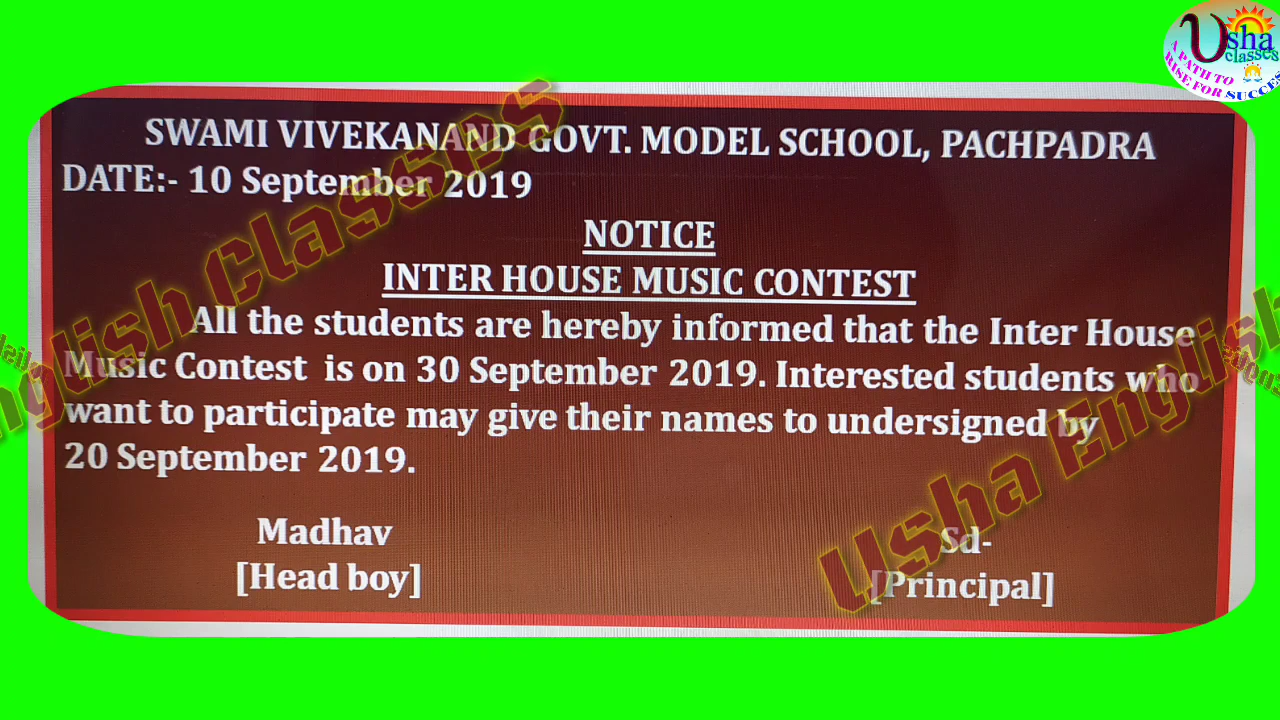 Usha
classes
A PATH TO
RISE FOR SUCCES
SWAMI VIVEKANAND GOVT. MODEL SCHOOL, PACHPADRA
DATE:- 10 September 2019
NOTICE
INTER HOUSE MUSIC CONTEST
All the students are hereby informed that the Inter House
Music Contest is on 30 September 2019. Interested students who
want to participate may give their names to undersigned by
20 September 2019.
Madhav
Sd-
[Head boy]
[Principal]
English Classes
Usha English
daily